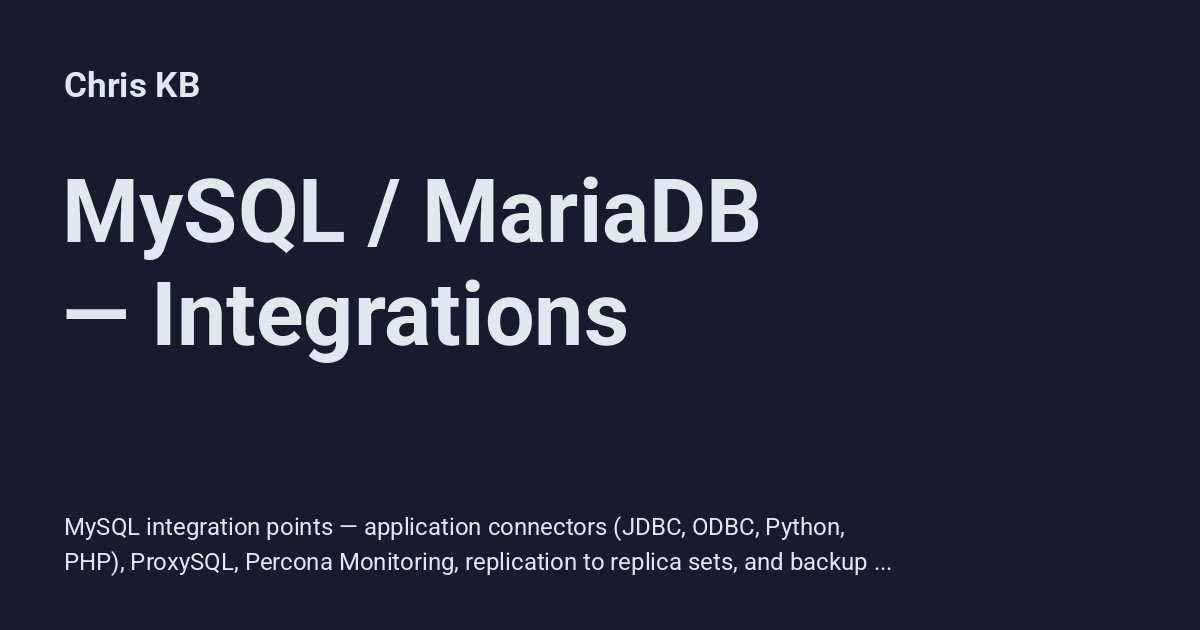 Chris KB
MySQL / MariaDB
— Integrations
MySQL integration points — application connectors (JDBC, ODBC, Python,
PHP), ProxySQL, Percona Monitoring, replication to replica sets, and backup ...